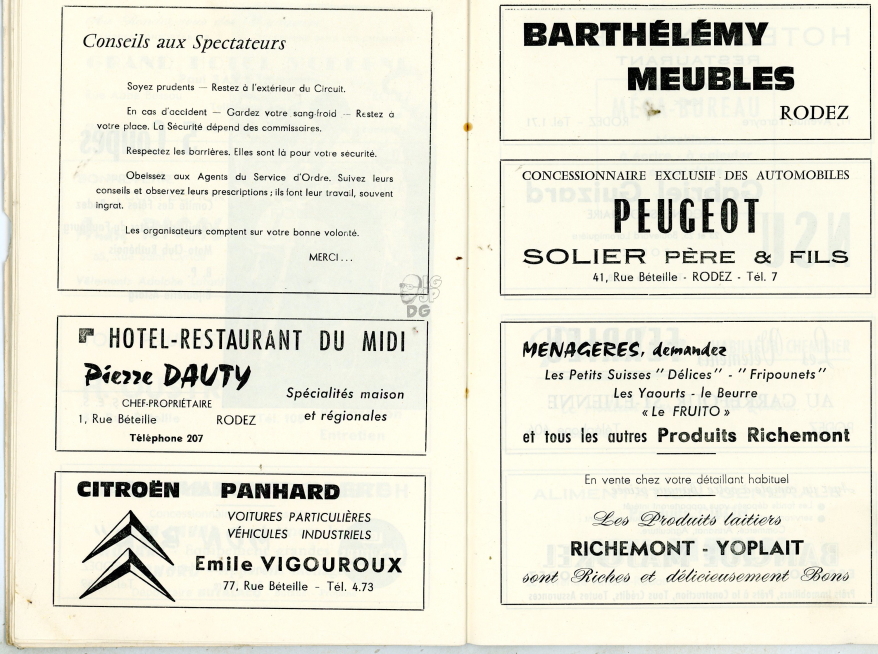 Conseils aux Spectateurs
Soyez prudents — Restez à l'extérieur du Circuit.
En cas d'accident — Gardez votre sang-froid — Restez à
votre place. La Sécurité dépend des commissaires.
Respectez les barrières. Elles sont là pour votre sécurité.
Obeissez aux Agents du Service d'Ordre. Suivez leurs
conseils et observez leurs prescriptions ; ils font leur travail, souvent
ingrat.
Les organisateurs comptent sur votre bonne volonté.
MERCI...
DG
HOTEL-RESTAURANT DU MIDI
Pierre DAUTY
CHEF-PROPRIÉTAIRE
Spécialités maison
et régionales
1, Rue Béteille RODEZ
Téléphone 207
CITROËN PANHARD
VOITURES PARTICULIÈRES
VÉHICULES INDUSTRIELS
Emile VIGOUROUX
77, Rue Béteille - Tél. 4.73
BARTHÉLÉMY
MEUBLES
RODEZ
CONCESSIONNAIRE EXCLUSIF DES AUTOMOBILES
PEUGEOT
SOLIER PÈRE & FILS
41, Rue Béteille - RODEZ - Tél. 7
MENAGERES, demandez
Les Petits Suisses "Délices" - "Fripounets"
Les Yaourts - le Beurre
« Le FRUITO »
et tous les autres Produits Richemont
En vente chez votre détaillant habituel
Les Produits laitiers
RICHEMONT - YOPLAIT
sont Riches et délicieusement Bons